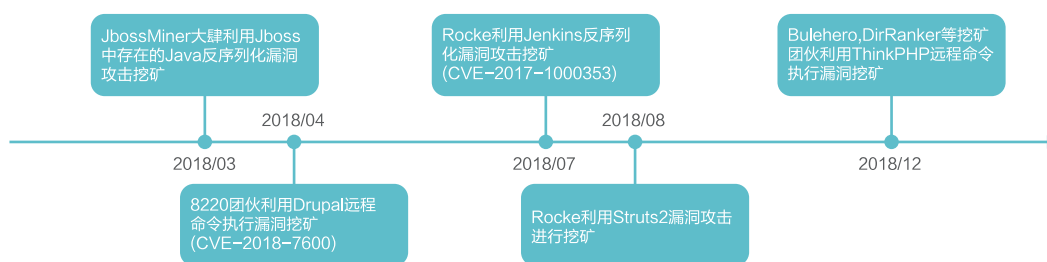 JbossMiner大肆利用Jboss
中存在的Java反序列化漏洞
攻击挖矿
Rocke利用Jenkins反序列
化漏洞攻击挖矿
(CVE-2017-1000353)
Bulehero,DirRanker等挖矿
团伙利用ThinkPHP远程命令
执行漏洞挖矿
2018/04
2018/08
2018/03
2018/07
2018/12
8220团伙利用Drupal远程
命令执行漏洞挖矿
(CVE-2018-7600)
Rocke利用Struts2漏洞攻击
进行挖矿